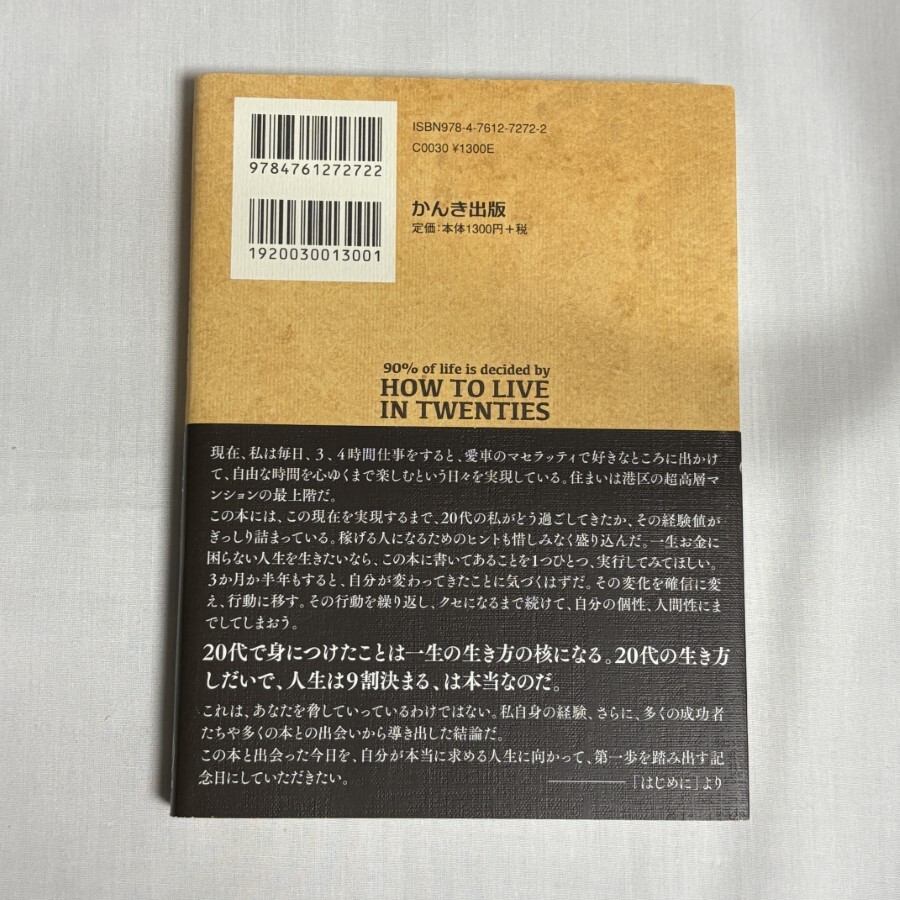 9784761272722
1920030013001
ISBN978-4-7612-7272-2
C0030 ¥1300E
かんき出版
定価：本体1300円＋税
90% of life is decided by
HOW TO LIVE
IN TWENTIES
現在、私は毎日、3、4時間仕事をすると、愛車のマセラッティで好きなところに出かけ
て、自由な時間を心ゆくまで楽しむという日々を実現している。住まいは港区の超高層マ
ンションの最上階だ。
この本には、この現在を実現するまで、20代の私がどう過ごしてきたか、その経験値が
ぎっしり詰まっている。稼げる人になるためのヒントも惜しみなく盛り込んだ。一生お金に
困らない人生を生きたいなら、この本に書いてあることを1つひとつ、実行してみてほしい。
3か月か半年もすると、自分が変わってきたことに気づくはずだ。その変化を確信に変
え、行動に移す。その行動を繰り返し、クセになるまで続けて、自分の個性、人間性にま
でしてしまおう。
20代で身につけたことは一生の生き方の核になる。20代の生き方
しだいで、人生は9割決まる、は本当なのだ。
これは、あなたを脅していっているわけではない。私自身の経験、さらに、多くの成功者
たちや多くの本との出会いから導き出した結論だ。
この本と出会った今日を、自分が本当に求める人生に向かって、第一歩を踏み出す記
念日にしていただきたい。 ――――「はじめに」より